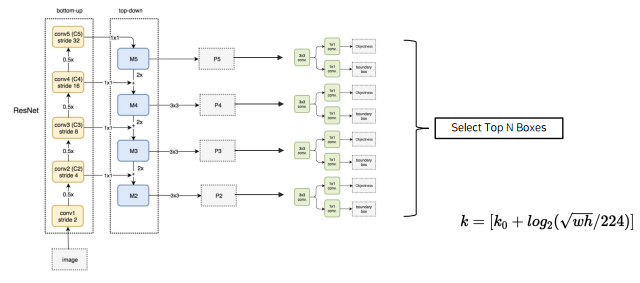 bottom-up
top-down
conv5 (C5)
stride 32
1x1
M5
P5
0.5x
2x
conv4 (C4)
stride 16
1x1
M4
3x3
P4
0.5x
2x
ResNet
conv3 (C3)
stride 8
1x1
M3
3x3
P3
0.5x
2x
conv2 (C2)
stride 4
1x1
M2
3x3
P2
0.5x
conv1
stride 2
image
3x3
conv
1x1
conv
Objectness
1x1
conv
boundary
box
3x3
conv
1x1
conv
Objectness
1x1
conv
boundary
box
3x3
conv
1x1
conv
Objectness
1x1
conv
boundary
box
3x3
conv
1x1
conv
Objectness
1x1
conv
boundary
box
Select Top N Boxes
k = [k₀ + log₂(√wh/224)]